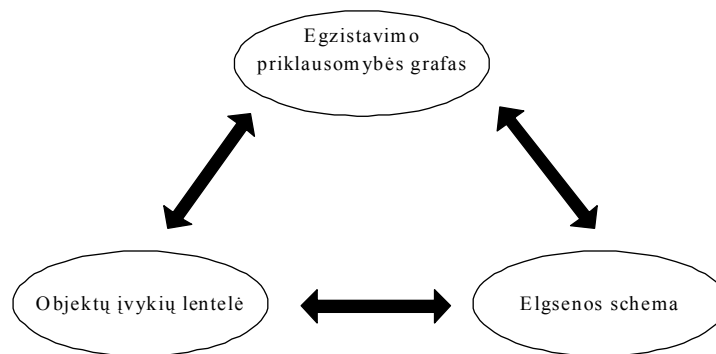 Egzistavimo
priklausomybės grafas
Objektų įvykių lentelė
Elgsenos schema